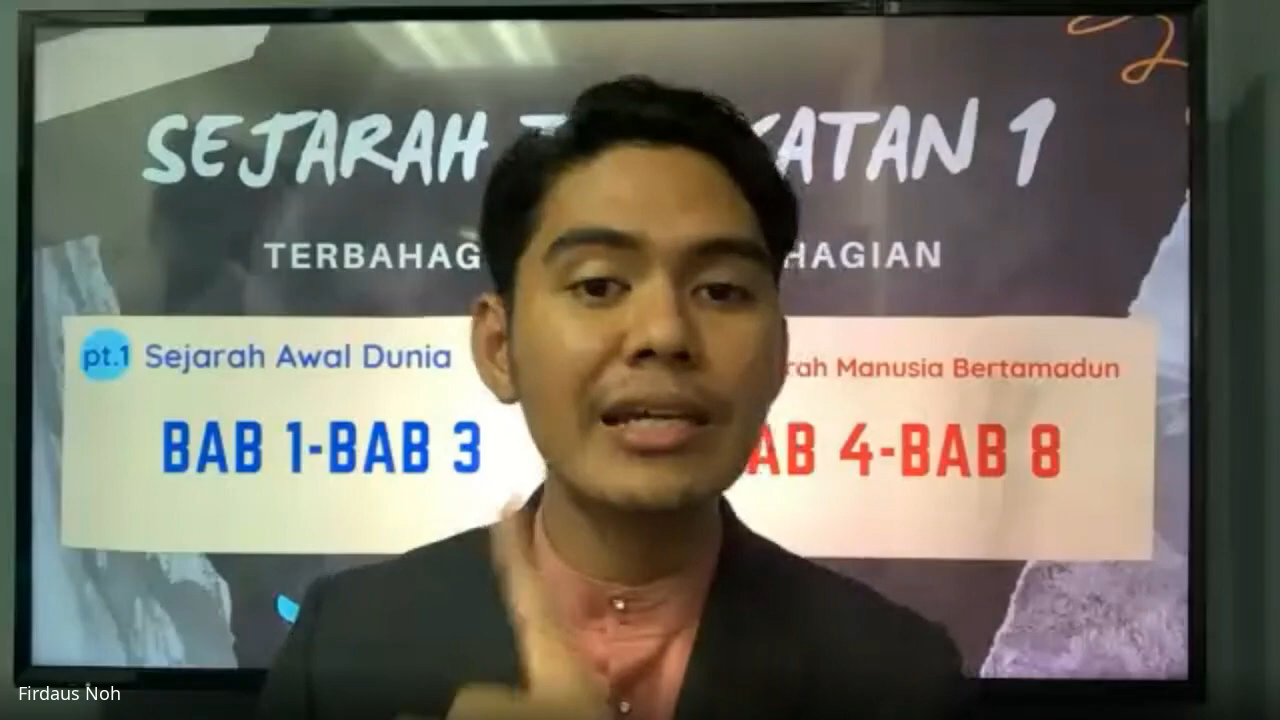 SEJARAH KATAN 1
TERBAHAG HAGIAN
pt.1 Sejarah Awal Dunia
rah Manusia Bertamadun
BAB 1-BAB 3
AB 4-BAB 8
Firdaus Noh